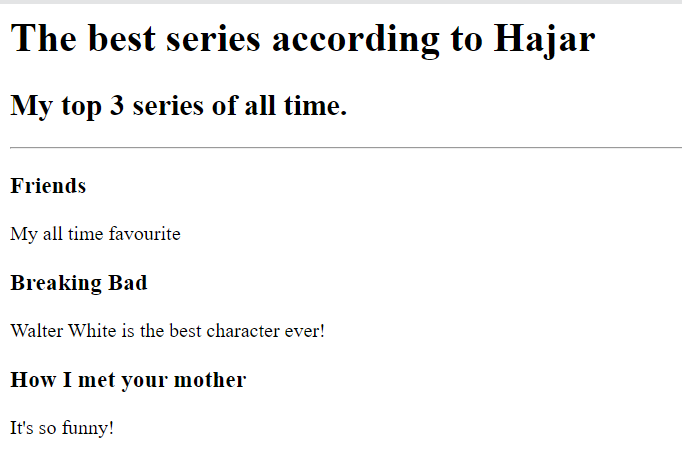 The best series according to Hajar
My top 3 series of all time.
Friends
My all time favourite
Breaking Bad
Walter White is the best character ever!
How I met your mother
It's so funny!